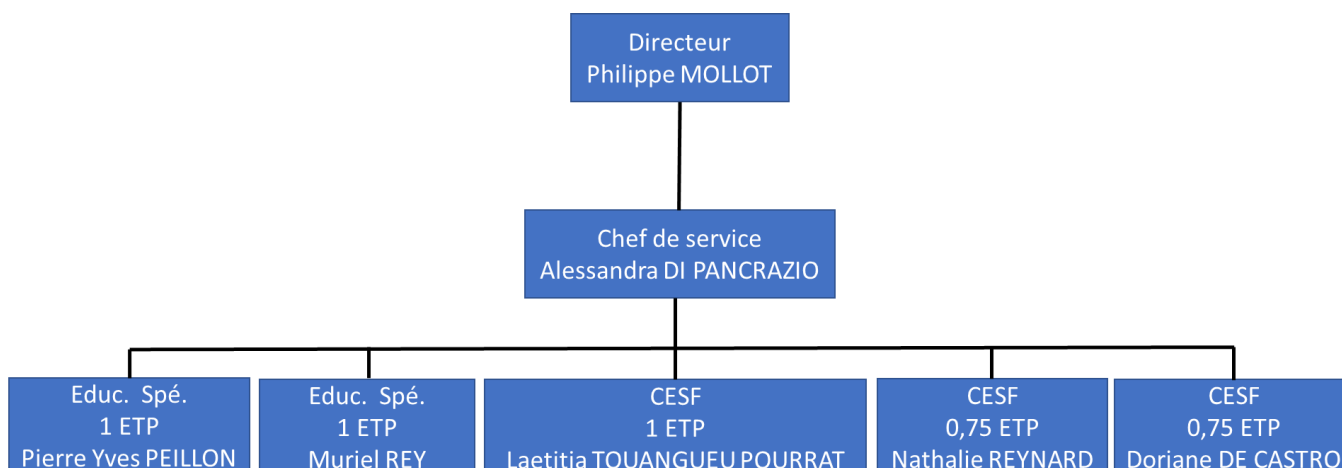 Directeur
Philippe MOLLOT
Chef de service
Alessandra DI PANCRAZIO
Educ. Spé.
1 ETP
Pierre Yves PEILLON
Educ. Spé.
1 ETP
Muriel REY
CESF
1 ETP
Laetitia TOUANGUEU POURRAT
CESF
0,75 ETP
Nathalie REYNARD
CESF
0,75 ETP
Doriane DE CASTRO